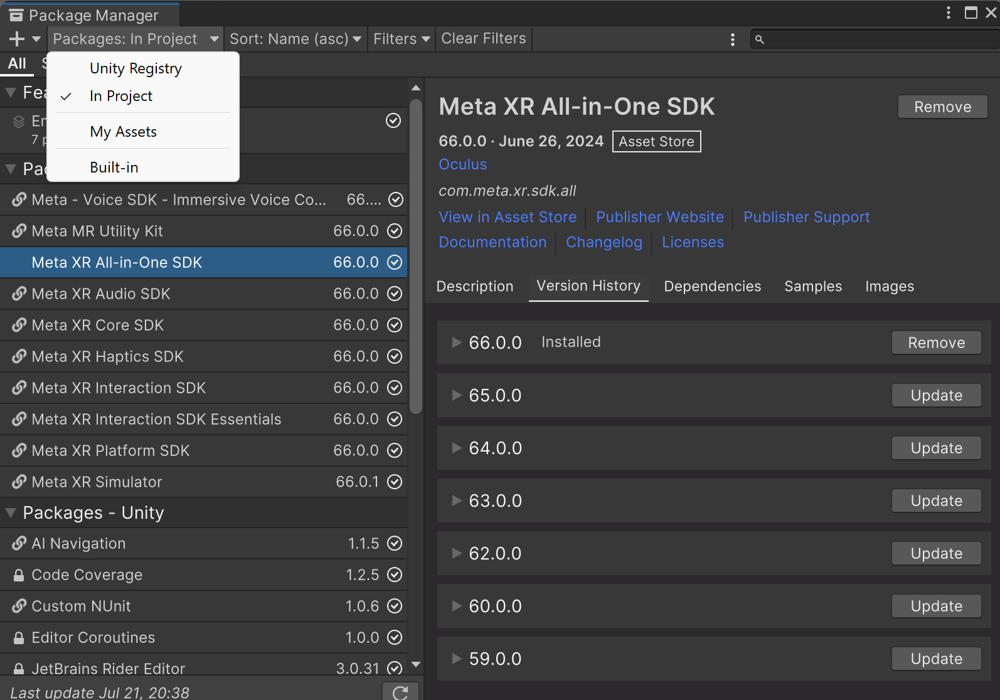 Package Manager
Packages: In Project
Sort: Name (asc)
Filters
Clear Filters
All
Unity Registry
In Project
My Assets
Built-in
Meta - Voice SDK - Immersive Voice Co... 66....
Meta MR Utility Kit 66.0.0
Meta XR All-in-One SDK 66.0.0
Meta XR Audio SDK 66.0.0
Meta XR Core SDK 66.0.0
Meta XR Haptics SDK 66.0.0
Meta XR Interaction SDK 66.0.0
Meta XR Interaction SDK Essentials 66.0.0
Meta XR Platform SDK 66.0.0
Meta XR Simulator 66.0.1
Packages - Unity
AI Navigation 1.1.5
Code Coverage 1.2.5
Custom NUnit 1.0.6
Editor Coroutines 1.0.0
JetBrains Rider Editor 3.0.31
Last update Jul 21, 20:38
Meta XR All-in-One SDK
Remove
66.0.0 · June 26, 2024 Asset Store
Oculus
com.meta.xr.sdk.all
View in Asset Store Publisher Website Publisher Support
Documentation Changelog Licenses
Description Version History Dependencies Samples Images
66.0.0 Installed Remove
65.0.0 Update
64.0.0 Update
63.0.0 Update
62.0.0 Update
60.0.0 Update
59.0.0 Update